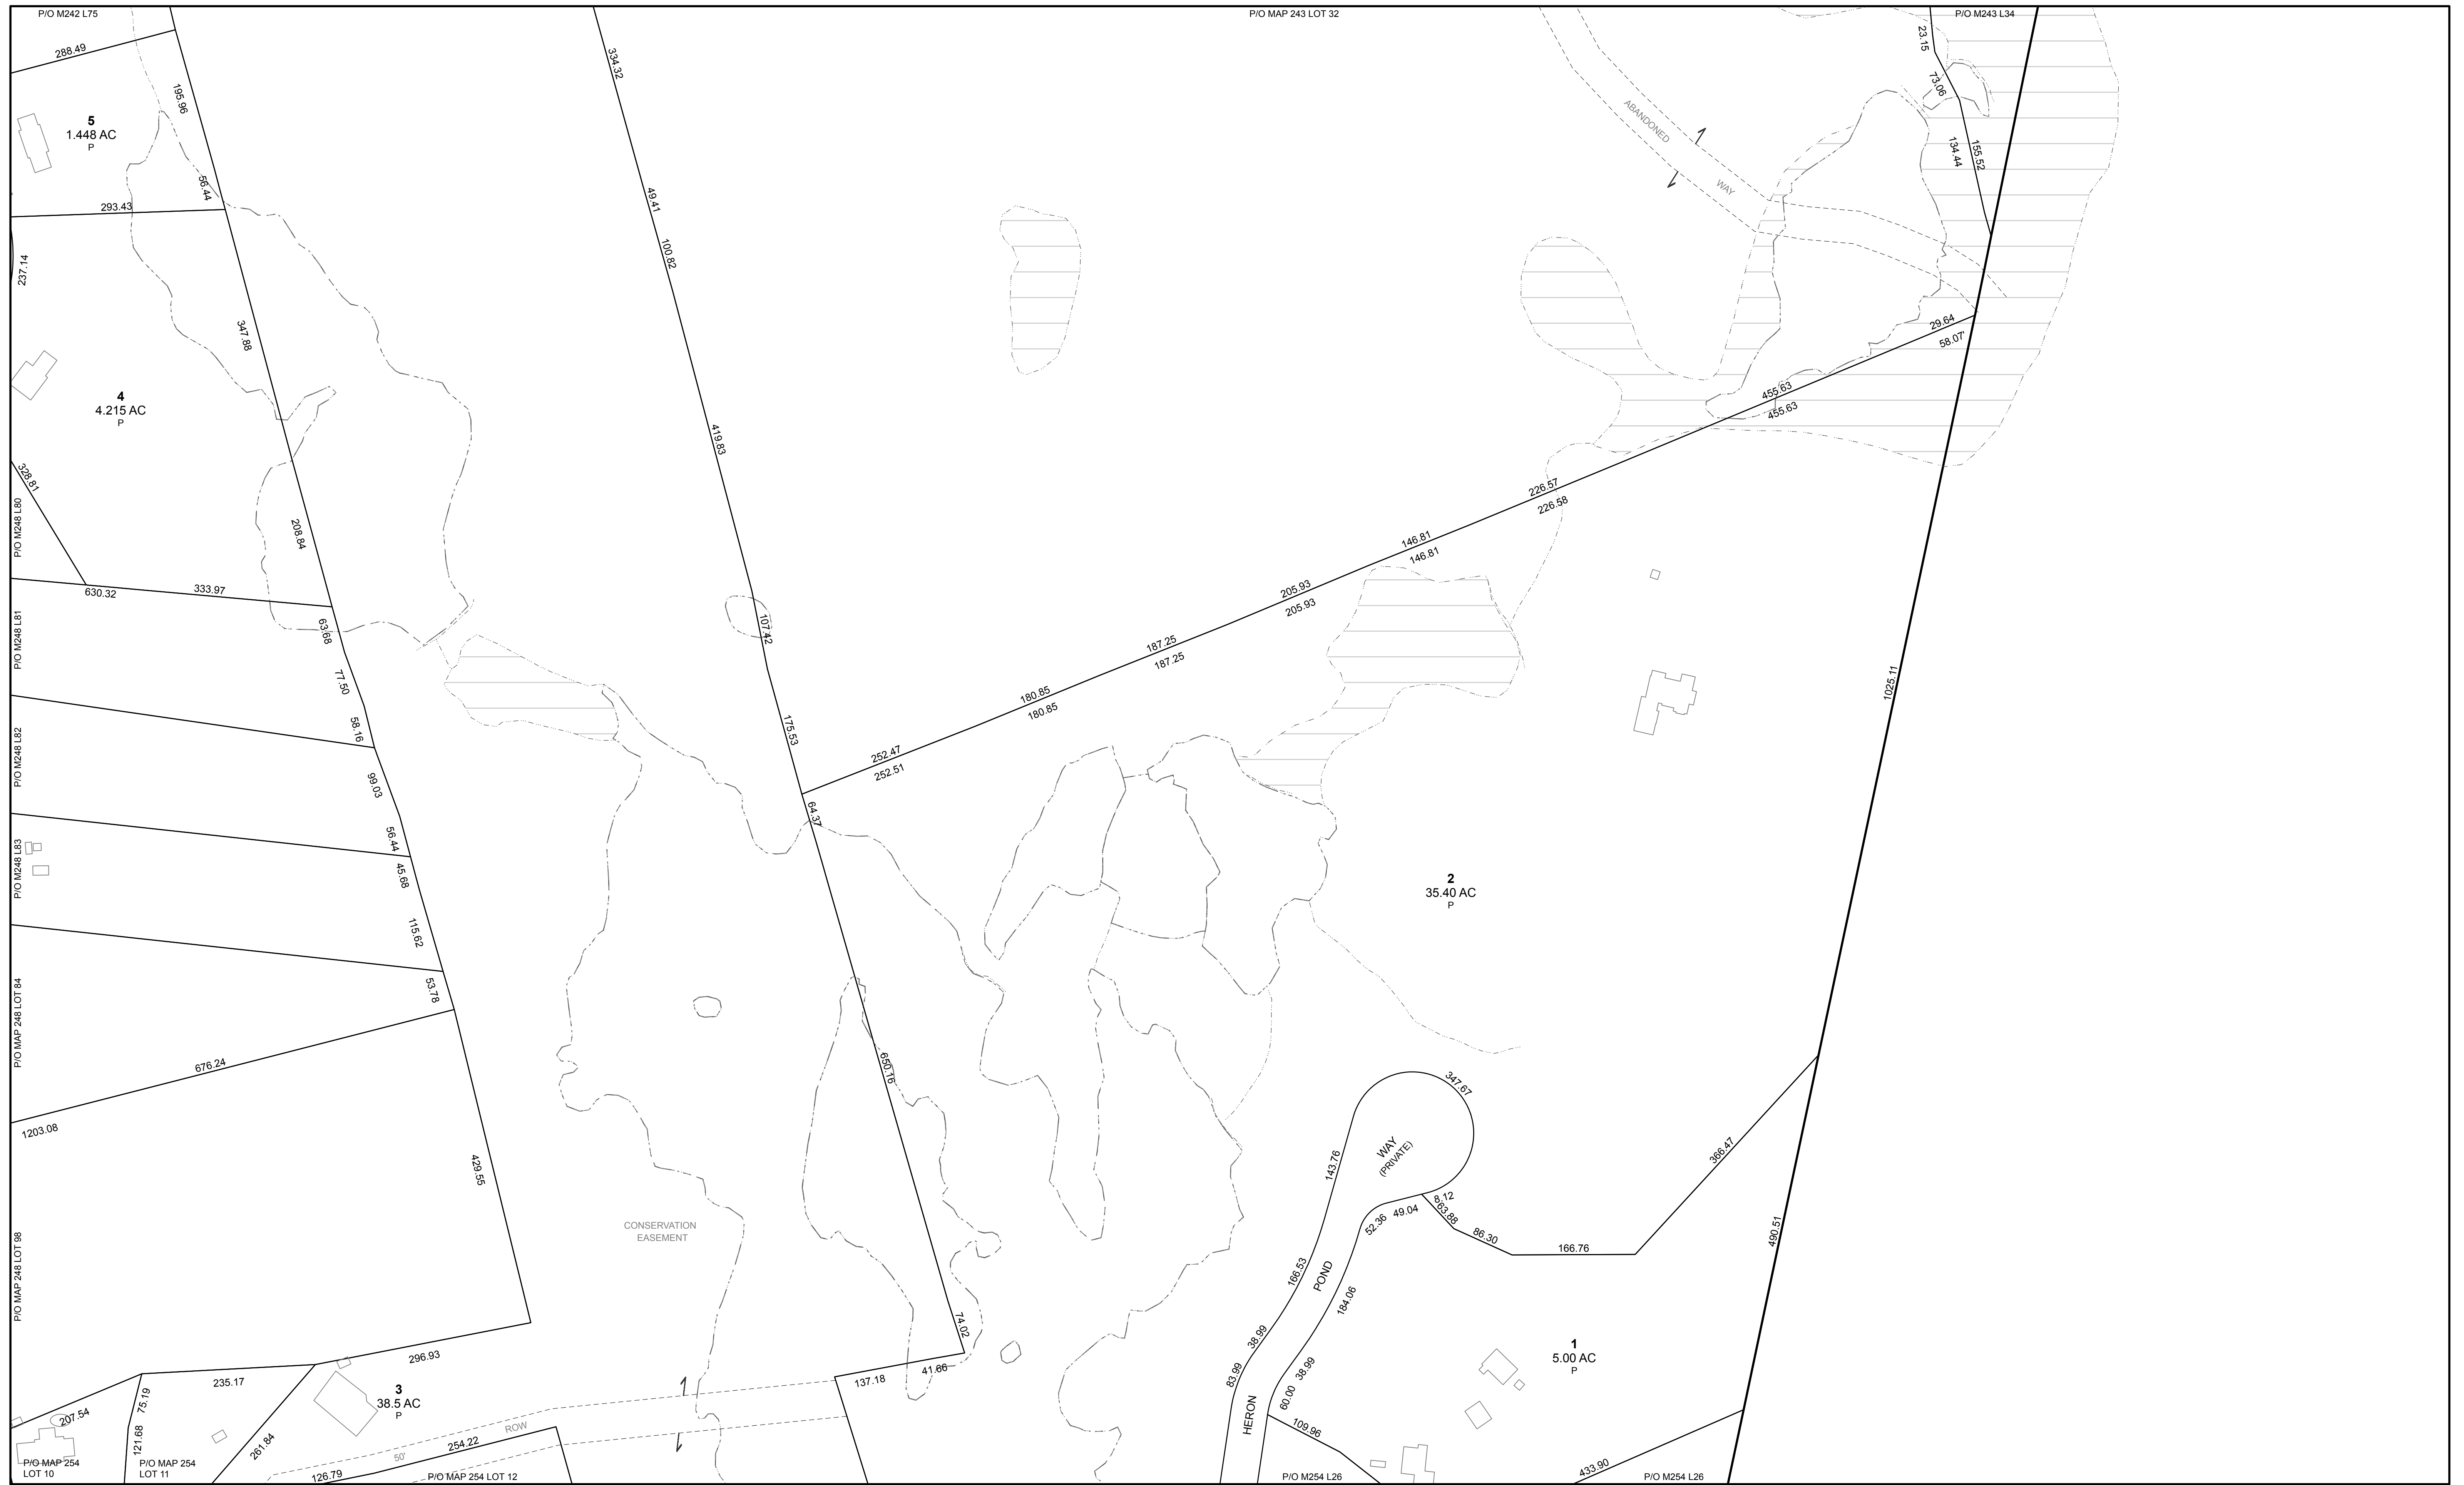 P/O M242 L75
P/O MAP 243 LOT 32
P/O M243 L34
288.49
195.96
334.32
23.15
73.06
5
1.448 AC
P
ABANDONED
WAY
134.44
155.52
56.44
293.43
49.41
237.14
100.82
347.88
29.64
58.07'
4
4.215 AC
P
455.63
455.63
419.83
328.81
P/O M248 L80
208.84
226.57
226.58
146.81
146.81
333.97
630.32
205.93
205.93
P/O M248 L81
63.68
107.42
187.25
187.25
77.50
180.85
180.85
1025.11
58.16
175.53
P/O M248 L82
252.47
252.51
99.03
64.37
56.44
P/O M248 L83
45.68
2
35.40 AC
P
115.62
53.78
P/O MAP 248 LOT 84
676.24
650.16
347.67
1203.08
429.55
WAY
(PRIVATE)
143.76
366.47
8.12
63.88
49.04
52.36
CONSERVATION
EASEMENT
86.30
166.76
490.51
P/O MAP 248 LOT 98
166.53
POND
184.06
74.02
38.99
1
5.00 AC
P
296.93
41.66
137.18
235.17
83.99
38.99
60.00
3
38.5 AC
P
75.19
207.54
HERON
109.96
ROW
50'
254.22
121.68
261.84
433.90
126.79
P/O MAP 254
LOT 10
P/O MAP 254
LOT 11
P/O MAP 254 LOT 12
P/O M254 L26
P/O M254 L26